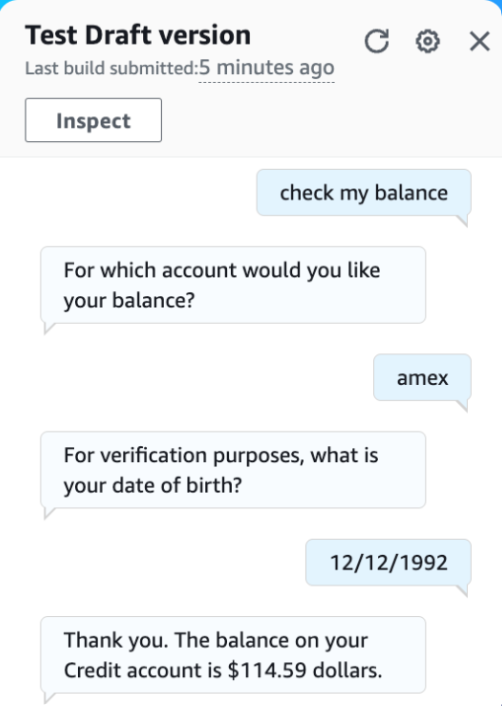 Test Draft version
Last build submitted:5 minutes ago
Inspect
check my balance
For which account would you like
your balance?
amex
For verification purposes, what is
your date of birth?
12/12/1992
Thank you. The balance on your
Credit account is $114.59 dollars.